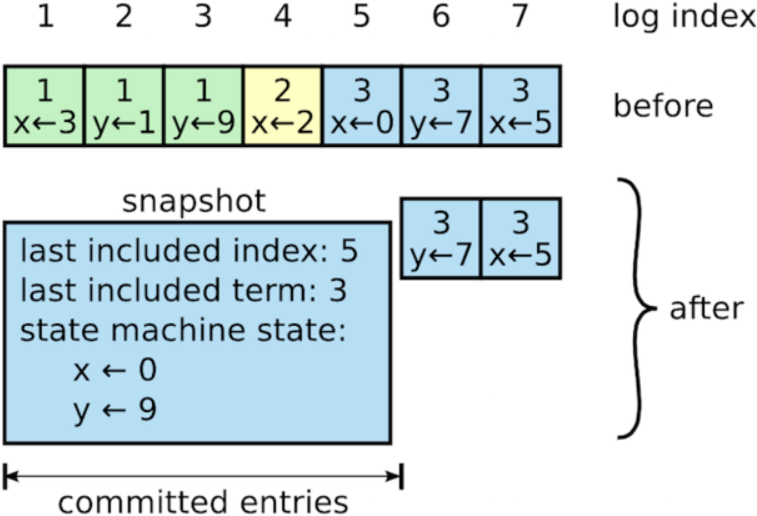 1 2 3 4 5 6 7 log index
1 1 1 2 3 3 3
x←3 y←1 y←9 x←2 x←0 y←7 x←5
before
snapshot
3 3
y←7 x←5
last included index: 5
last included term: 3
state machine state:
x ← 0
y ← 9
after
committed entries